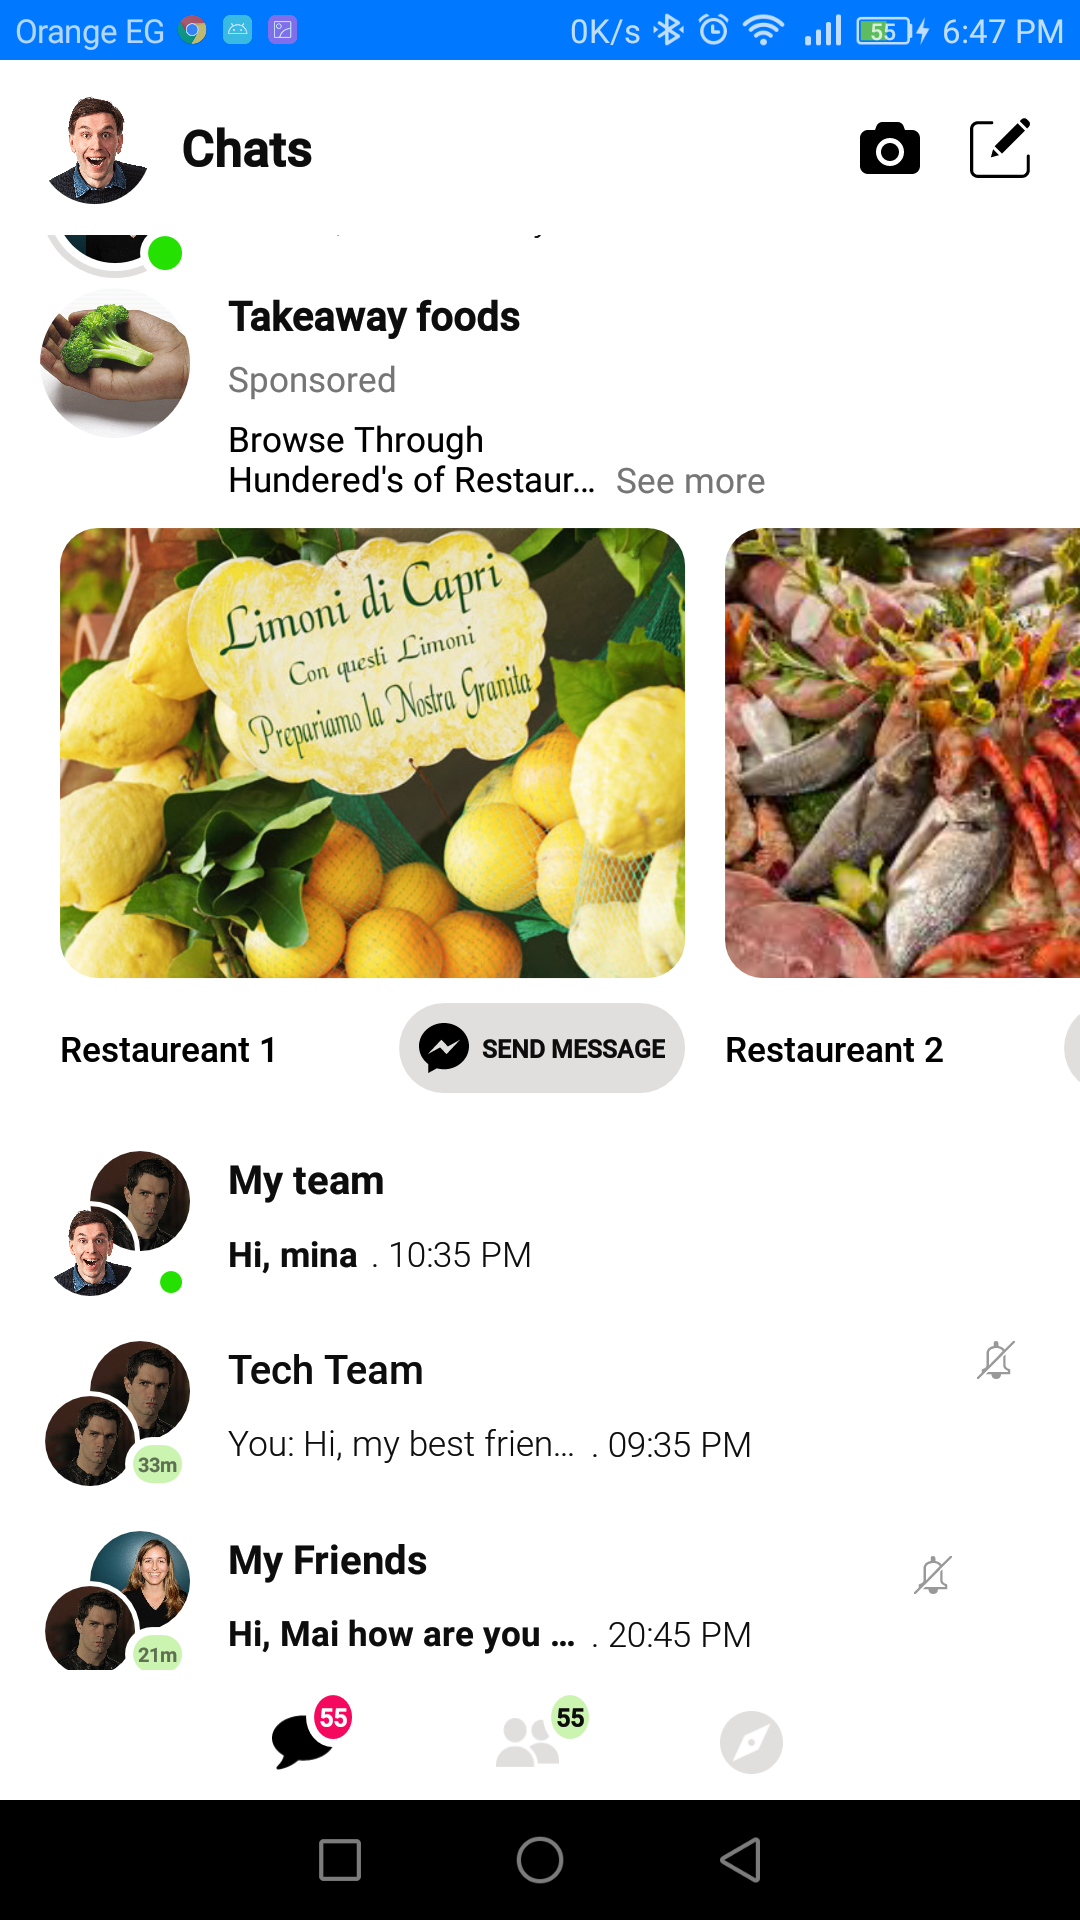 Orange EG 0K/s 55 6:47 PM
Chats
Takeaway foods
Sponsored
Browse Through
Hundered's of Restaur... See more
Limoni di Capri
Con questi Limoni
Prepariamo la Nostra Granita
Restaureant 1 SEND MESSAGE Restaureant 2
My team
Hi, mina . 10:35 PM
Tech Team
You: Hi, my best frien... . 09:35 PM
33m
My Friends
Hi, Mai how are you ... . 20:45 PM
21m
55 55